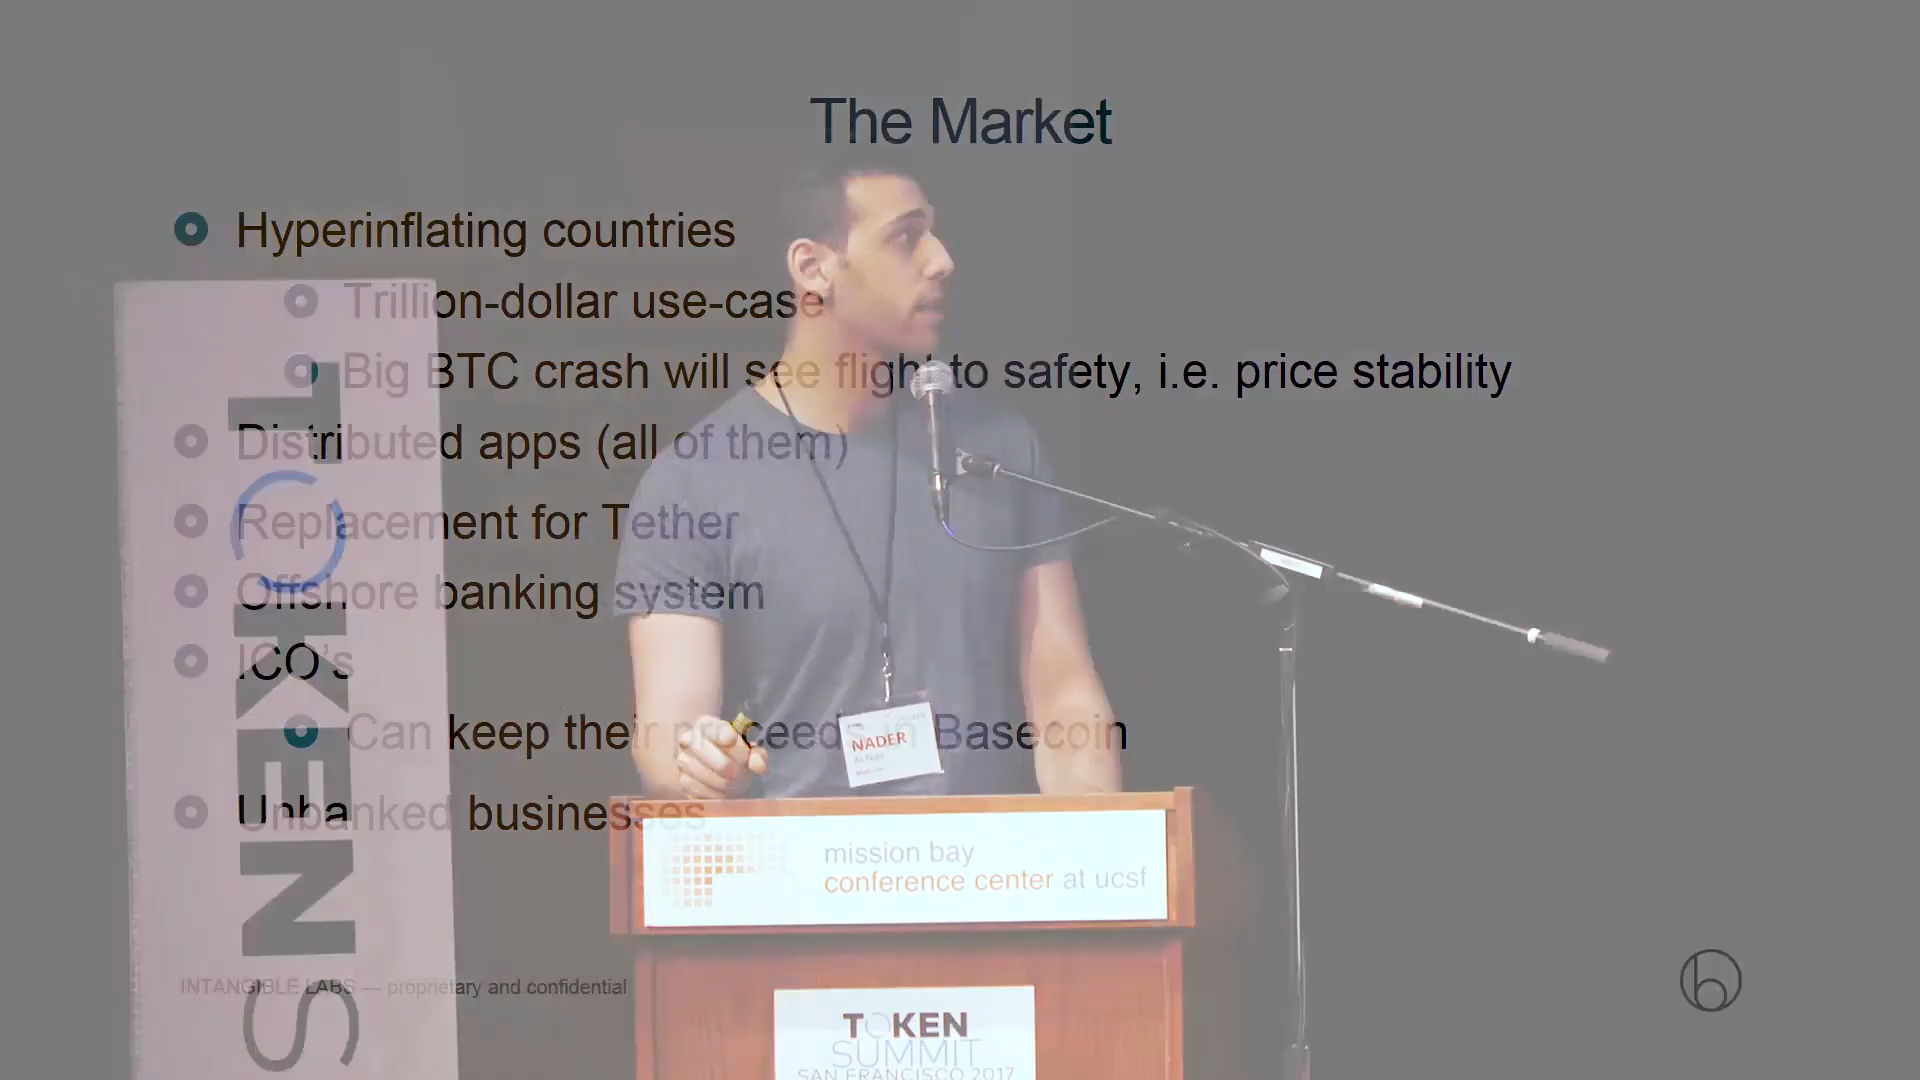 The Market
Hyperinflating countries
Trillion-dollar use-case
Big BTC crash will see flight to safety, i.e. price stability
Distributed apps (all of them)
Replacement for Tether
Offshore banking system
ICO's
Can keep their proceeds in Basecoin
Unbanked businesses
INTANGIBLE LABS — proprietary and confidential
TOKEN S
NADER
mission bay
conference center at ucsf
TOKEN
SUMMIT
SAN FRANCISCO 2017